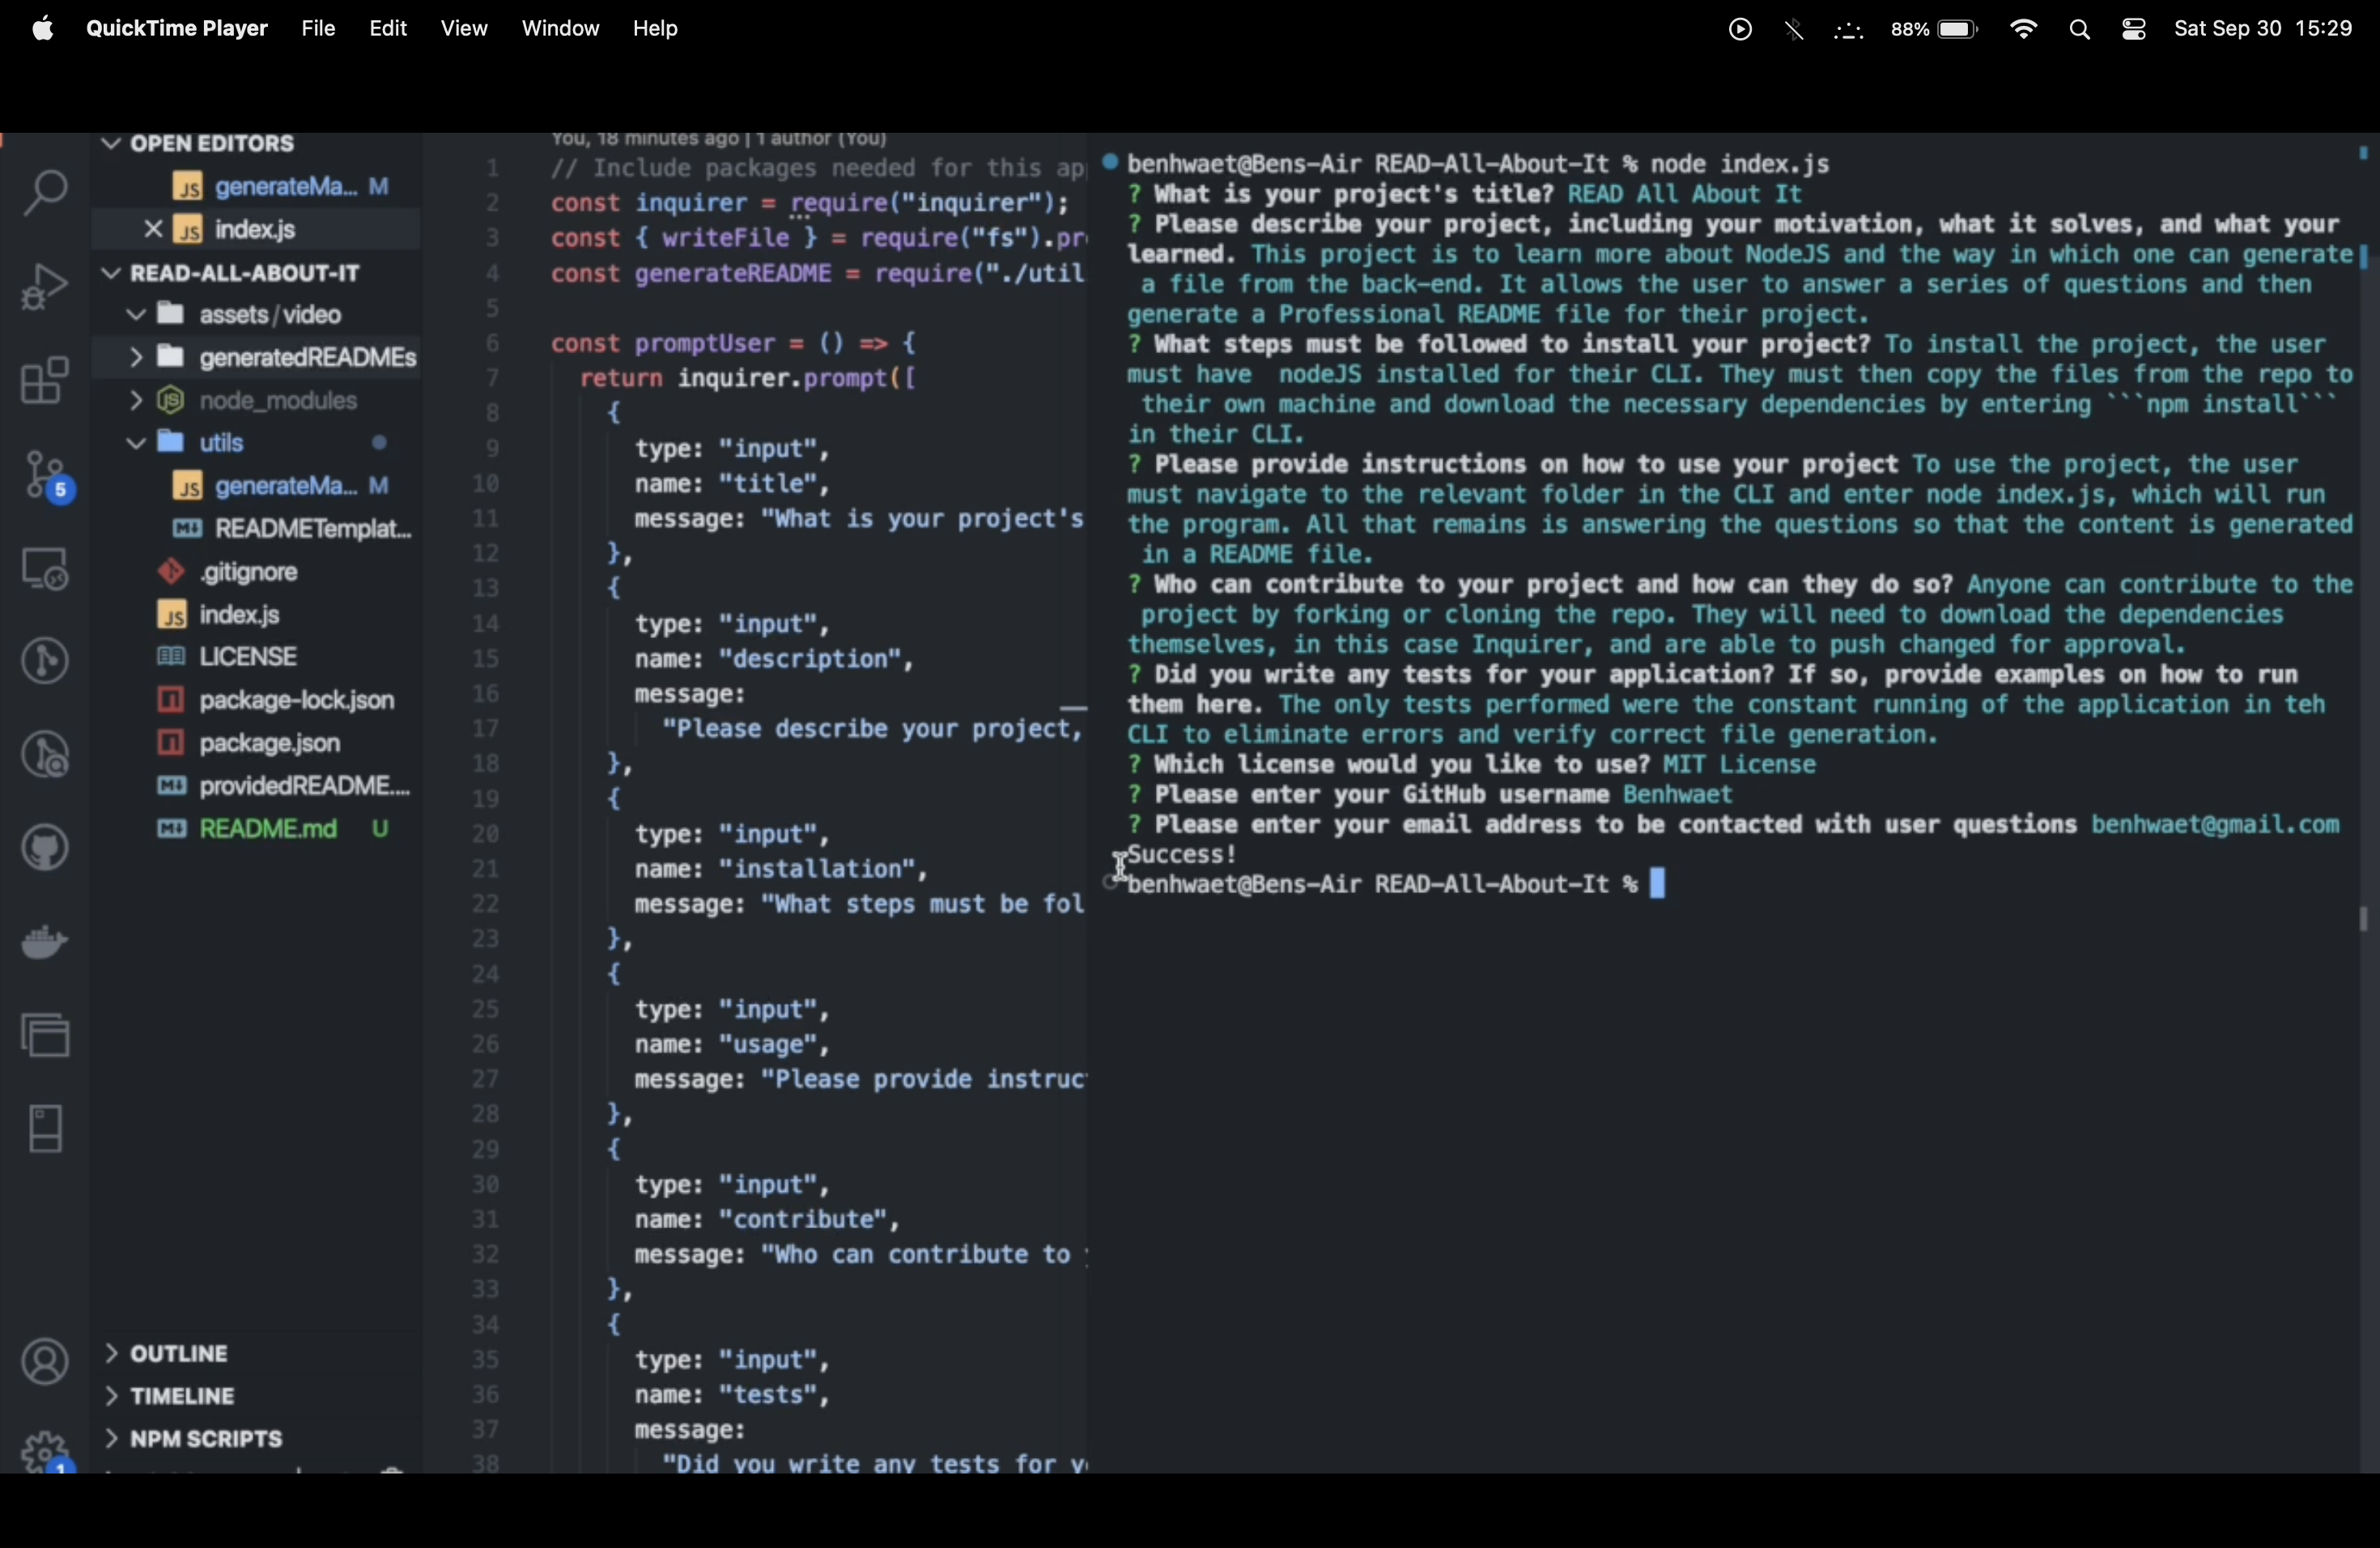 QuickTime Player File Edit View Window Help 88% Sat Sep 30 15:29
OPEN EDITORS
JS generateMa... M
JS index.js
READ-ALL-ABOUT-IT
assets/video
generatedREADMEs
node_modules
utils
JS generateMa... M
READMETemplat...
.gitignore
JS index.js
LICENSE
package-lock.json
package.json
providedREADME....
README.md U
5
OUTLINE
TIMELINE
NPM SCRIPTS
1
You, 18 minutes ago | 1 author (You)
1 // Include packages needed for this ap
2 const inquirer = require("inquirer");
3 const { writeFile } = require("fs").pr
4 const generateREADME = require("./util
5
6 const promptUser = () => {
7 return inquirer.prompt([
8 {
9 type: "input",
10 name: "title",
11 message: "What is your project's
12 },
13 {
14 type: "input",
15 name: "description",
16 message:
17 "Please describe your project,
18 },
19 {
20 type: "input",
21 name: "installation",
22 message: "What steps must be fol
23 },
24 {
25 type: "input",
26 name: "usage",
27 message: "Please provide instruc
28 },
29 {
30 type: "input",
31 name: "contribute",
32 message: "Who can contribute to
33 },
34 {
35 type: "input",
36 name: "tests",
37 message:
38 "Did you write any tests for y
benhwaet@Bens-Air READ-All-About-It % node index.js
? What is your project's title? READ All About It
? Please describe your project, including your motivation, what it solves, and what your
learned. This project is to learn more about NodeJS and the way in which one can generate
a file from the back-end. It allows the user to answer a series of questions and then
generate a Professional README file for their project.
? What steps must be followed to install your project? To install the project, the user
must have  nodeJS installed for their CLI. They must then copy the files from the repo to
their own machine and download the necessary dependencies by entering ```npm install```
in their CLI.
? Please provide instructions on how to use your project To use the project, the user
must navigate to the relevant folder in the CLI and enter node index.js, which will run
the program. All that remains is answering the questions so that the content is generated
in a README file.
? Who can contribute to your project and how can they do so? Anyone can contribute to the
project by forking or cloning the repo. They will need to download the dependencies
themselves, in this case Inquirer, and are able to push changed for approval.
? Did you write any tests for your application? If so, provide examples on how to run
them here. The only tests performed were the constant running of the application in teh
CLI to eliminate errors and verify correct file generation.
? Which license would you like to use? MIT License
? Please enter your GitHub username Benhwaet
? Please enter your email address to be contacted with user questions benhwaet@gmail.com
Success!
benhwaet@Bens-Air READ-All-About-It %